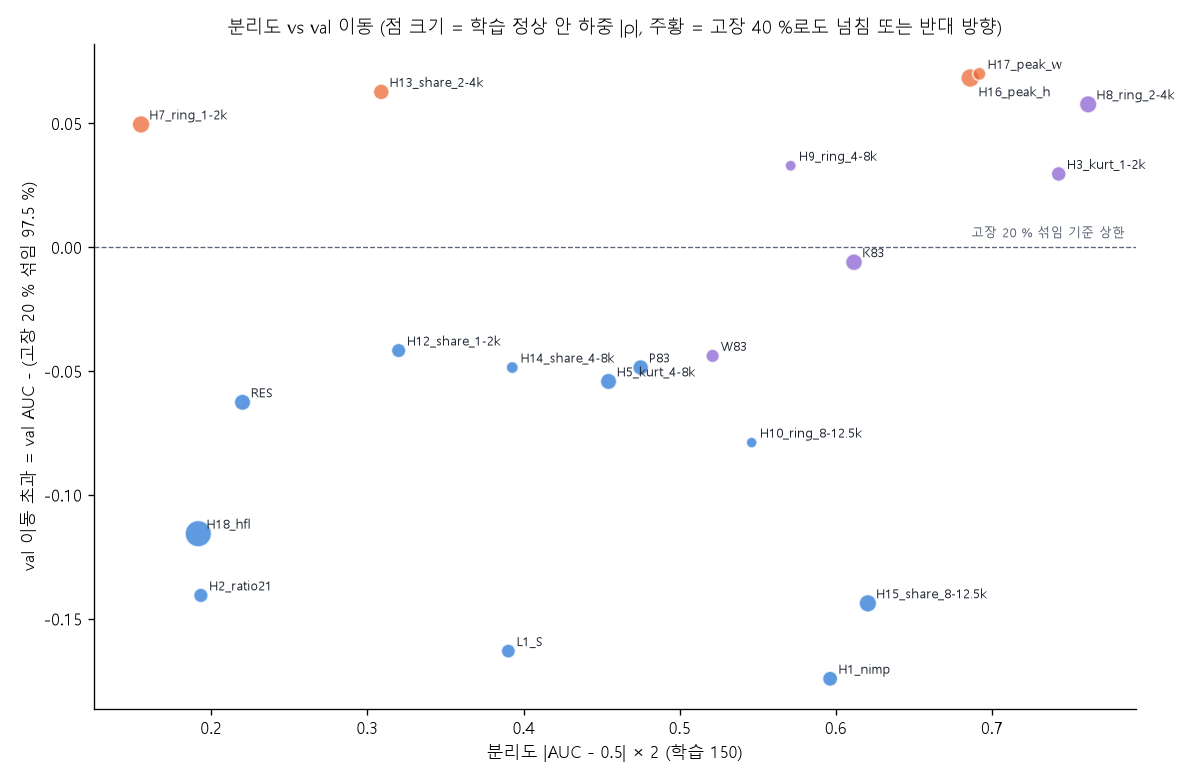 분리도 vs val 이동 (점 크기 = 학습 정상 안 하중 |ρ|, 주황 = 고장 40 %로도 넘침 또는 반대 방향)
val 이동 초과 = val AUC - (고장 20 % 섞임 97.5 %)
0.05
0.00
-0.05
-0.10
-0.15
H17_peak_w
H16_peak_h
H13_share_2-4k
H8_ring_2-4k
H7_ring_1-2k
H9_ring_4-8k
H3_kurt_1-2k
고장 20 % 섞임 기준 상한
K83
H12_share_1-2k
H14_share_4-8k
P83
W83
H5_kurt_4-8k
RES
H10_ring_8-12.5k
H18_hfl
H2_ratio21
H15_share_8-12.5k
L1_S
H1_nimp
0.2
0.3
0.4
0.5
0.6
0.7
분리도 |AUC - 0.5| × 2 (학습 150)